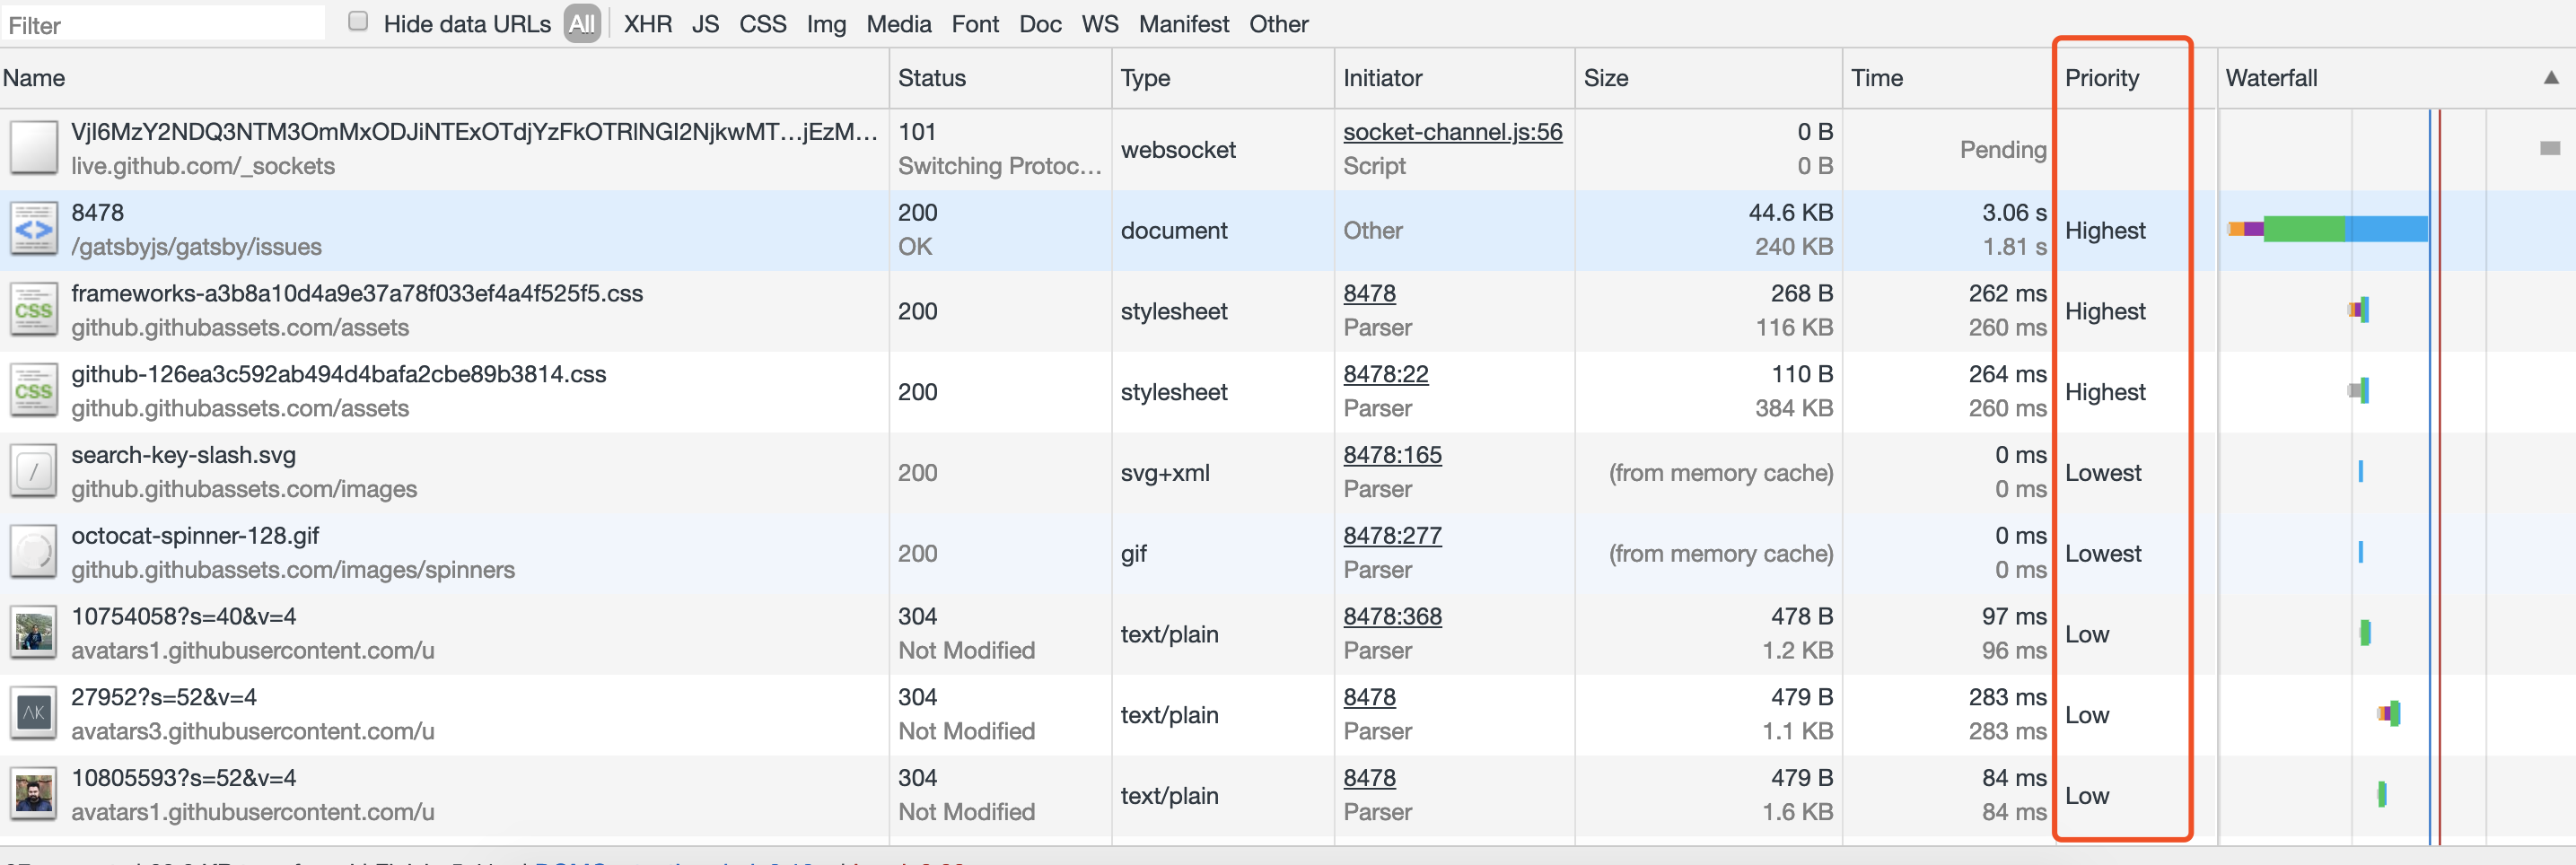 Filter Hide data URLs All XHR JS CSS Img Media Font Doc WS Manifest Other
Name Status Type Initiator Size Time Priority Waterfall ▲
VjI6MzY2NDQ3NTM3OmMxODJiNTExOTdjYzFkOTRlNGI2NjkwMT…jEzM… 101 websocket socket-channel.js:56 0 B Pending
live.github.com/_sockets Switching Protoc… Script 0 B
8478 200 document Other 44.6 KB 3.06 s Highest
/gatsbyjs/gatsby/issues OK 240 KB 1.81 s
frameworks-a3b8a10d4a9e37a78f033ef4a4f525f5.css 200 stylesheet 8478 268 B 262 ms Highest
github.githubassets.com/assets Parser 116 KB 260 ms
github-126ea3c592ab494d4bafa2cbe89b3814.css 200 stylesheet 8478:22 110 B 264 ms Highest
github.githubassets.com/assets Parser 384 KB 260 ms
search-key-slash.svg 200 svg+xml 8478:165 (from memory cache) 0 ms Lowest
github.githubassets.com/images Parser 0 ms
octocat-spinner-128.gif 200 gif 8478:277 (from memory cache) 0 ms Lowest
github.githubassets.com/images/spinners Parser 0 ms
10754058?s=40&v=4 304 text/plain 8478:368 478 B 97 ms Low
avatars1.githubusercontent.com/u Not Modified Parser 1.2 KB 96 ms
27952?s=52&v=4 304 text/plain 8478 479 B 283 ms Low
avatars3.githubusercontent.com/u Not Modified Parser 1.1 KB 283 ms
10805593?s=52&v=4 304 text/plain 8478 479 B 84 ms Low
avatars1.githubusercontent.com/u Not Modified Parser 1.6 KB 84 ms